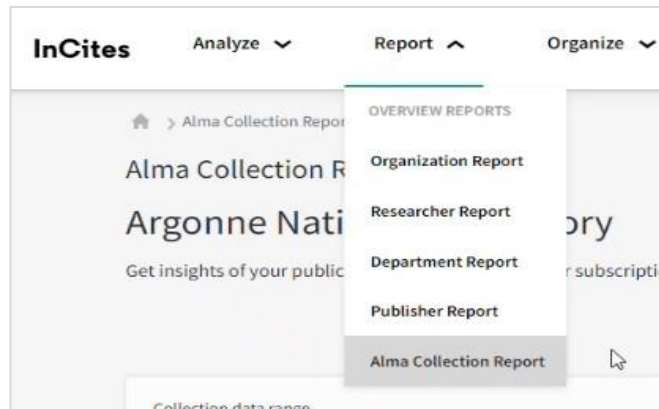 InCites Analyze Report Organize
Alma Collection Repor
OVERVIEW REPORTS
Alma Collection R
Organization Report
Argonne Nati ory
Researcher Report
Get insights of your public r subscripti
Department Report
Publisher Report
Alma Collection Report
Collection data range